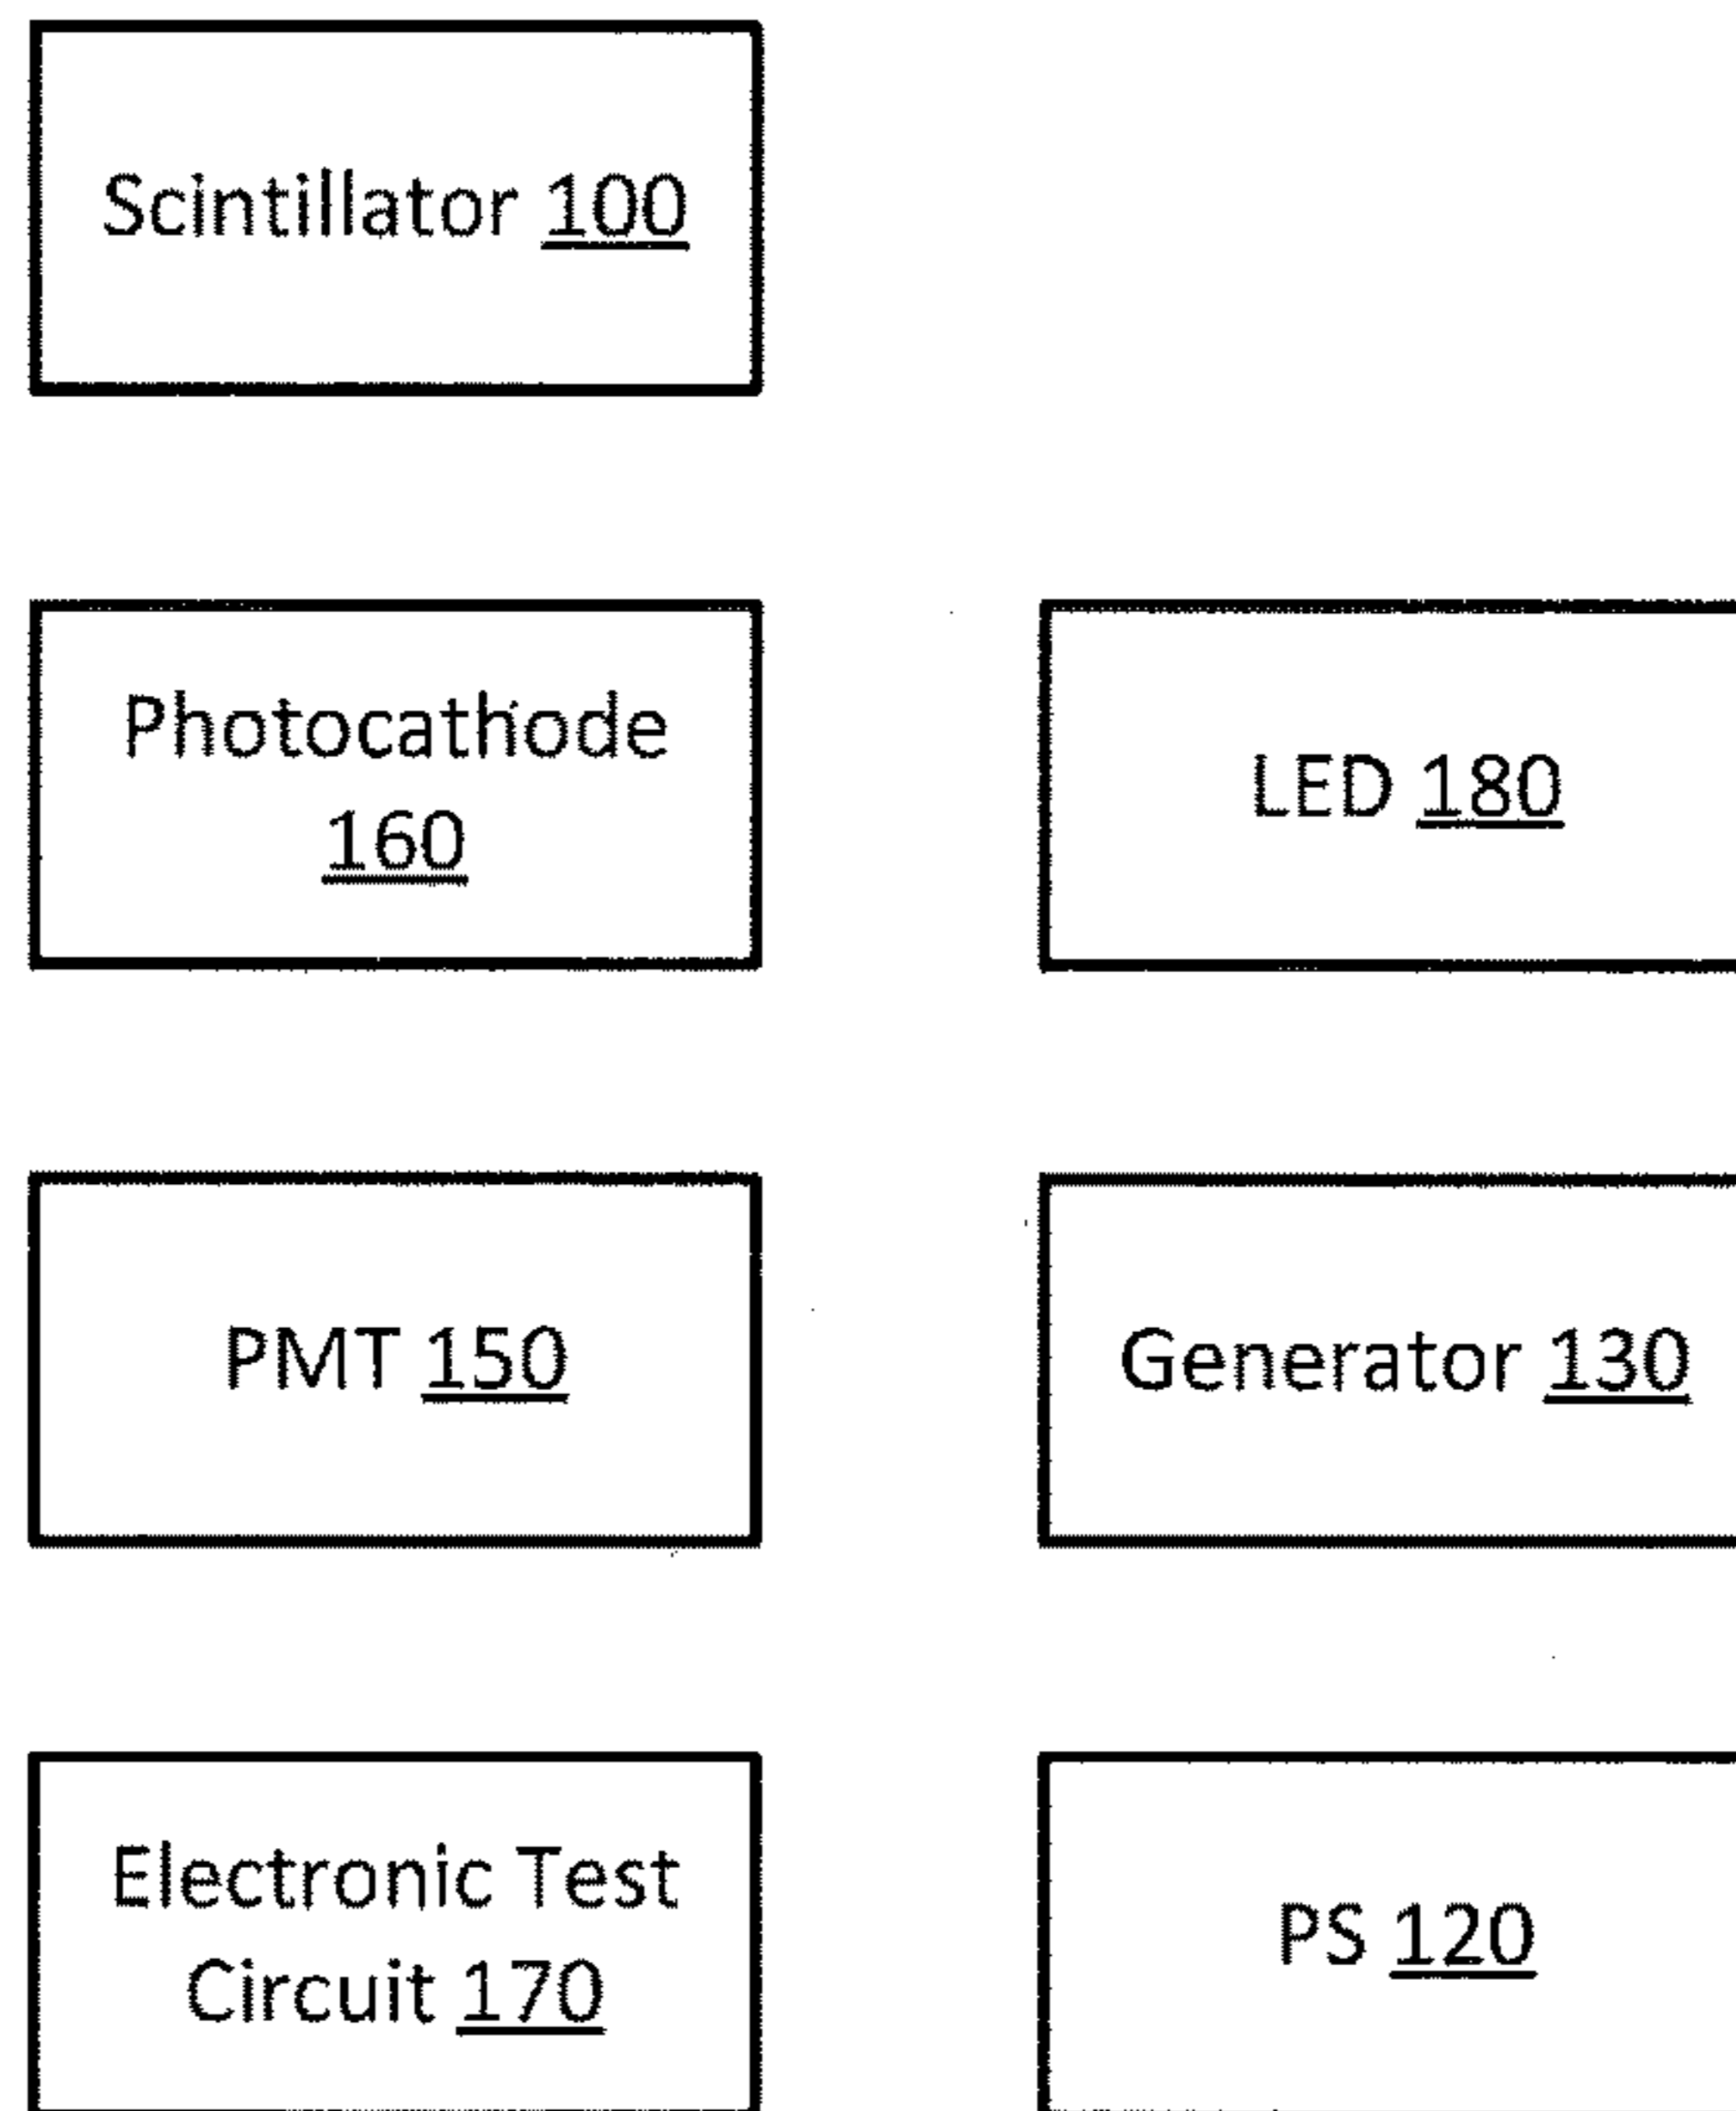 Scintillator 100
Photocathode
160
LED 180
PMT 150
Generator 130
Electronic Test
Circuit 170
PS 120